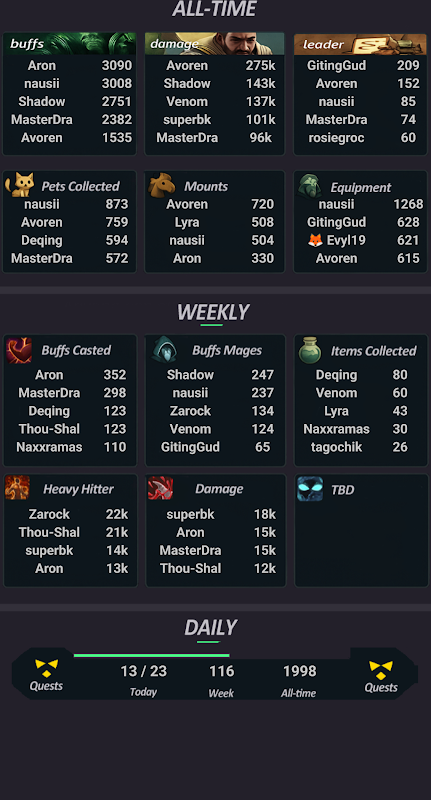 ALL-TIME
buffs
Aron 3090
nausii 3008
Shadow 2751
MasterDra 2382
Avoren 1535
damage
Avoren 275k
Shadow 143k
Venom 137k
superbk 101k
MasterDra 96k
leader
GitingGud 209
Avoren 152
nausii 85
MasterDra 74
rosiegroc 60
Pets Collected
nausii 873
Avoren 759
Deqing 594
MasterDra 572
Mounts
Avoren 720
Lyra 508
nausii 504
Aron 330
Equipment
nausii 1268
GitingGud 628
🦊 Evyl19 621
Avoren 615
WEEKLY
Buffs Casted
Aron 352
MasterDra 298
Deqing 123
Thou-Shal 123
Naxxramas 110
Buffs Mages
Shadow 247
nausii 237
Zarock 134
Venom 124
GitingGud 65
Items Collected
Deqing 80
Venom 60
Lyra 43
Naxxramas 30
tagochik 26
Heavy Hitter
Zarock 22k
Thou-Shal 21k
superbk 14k
Aron 13k
Damage
superbk 18k
Aron 15k
MasterDra 15k
Thou-Shal 12k
TBD
DAILY
Quests
13 / 23 116 1998
Today Week All-time
Quests